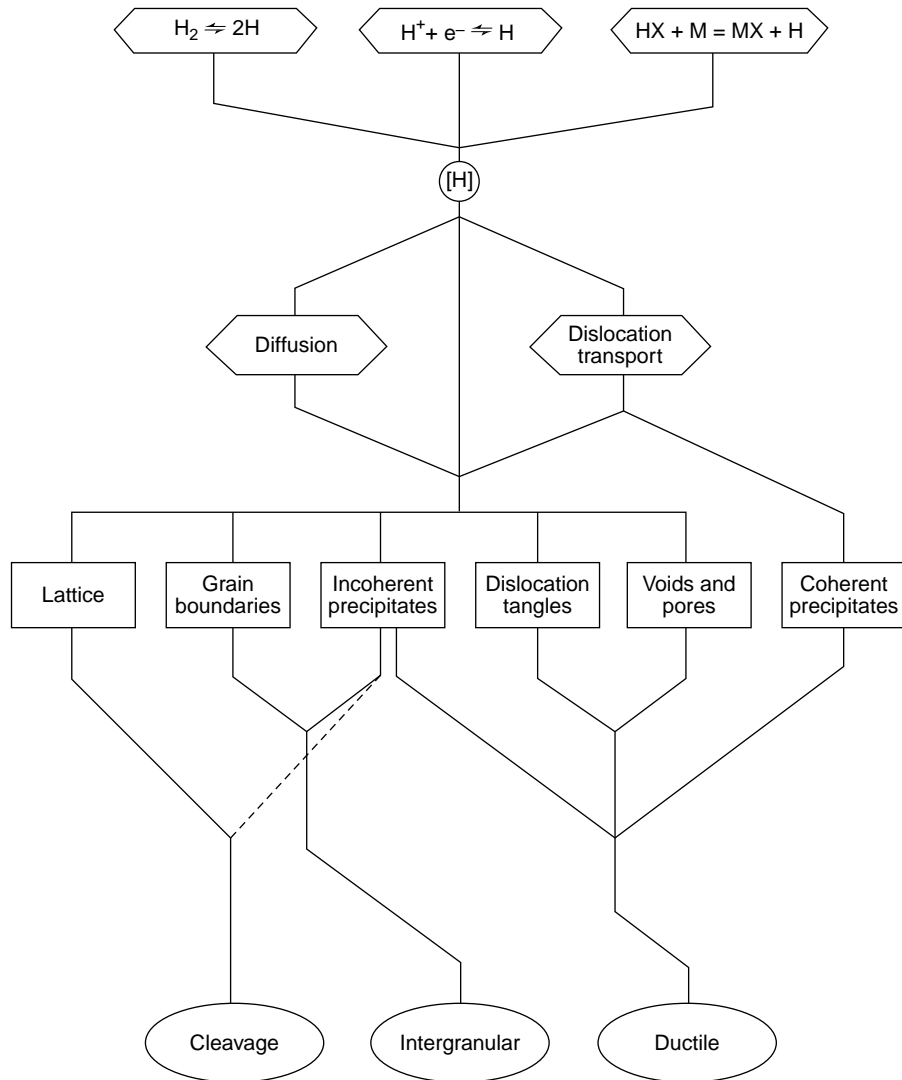 H₂ ⇌ 2H
H⁺ + e⁻ ⇌ H
HX + M = MX + H
[H]
Diffusion
Dislocation
transport
Lattice
Grain
boundaries
Incoherent
precipitates
Dislocation
tangles
Voids and
pores
Coherent
precipitates
Cleavage
Intergranular
Ductile